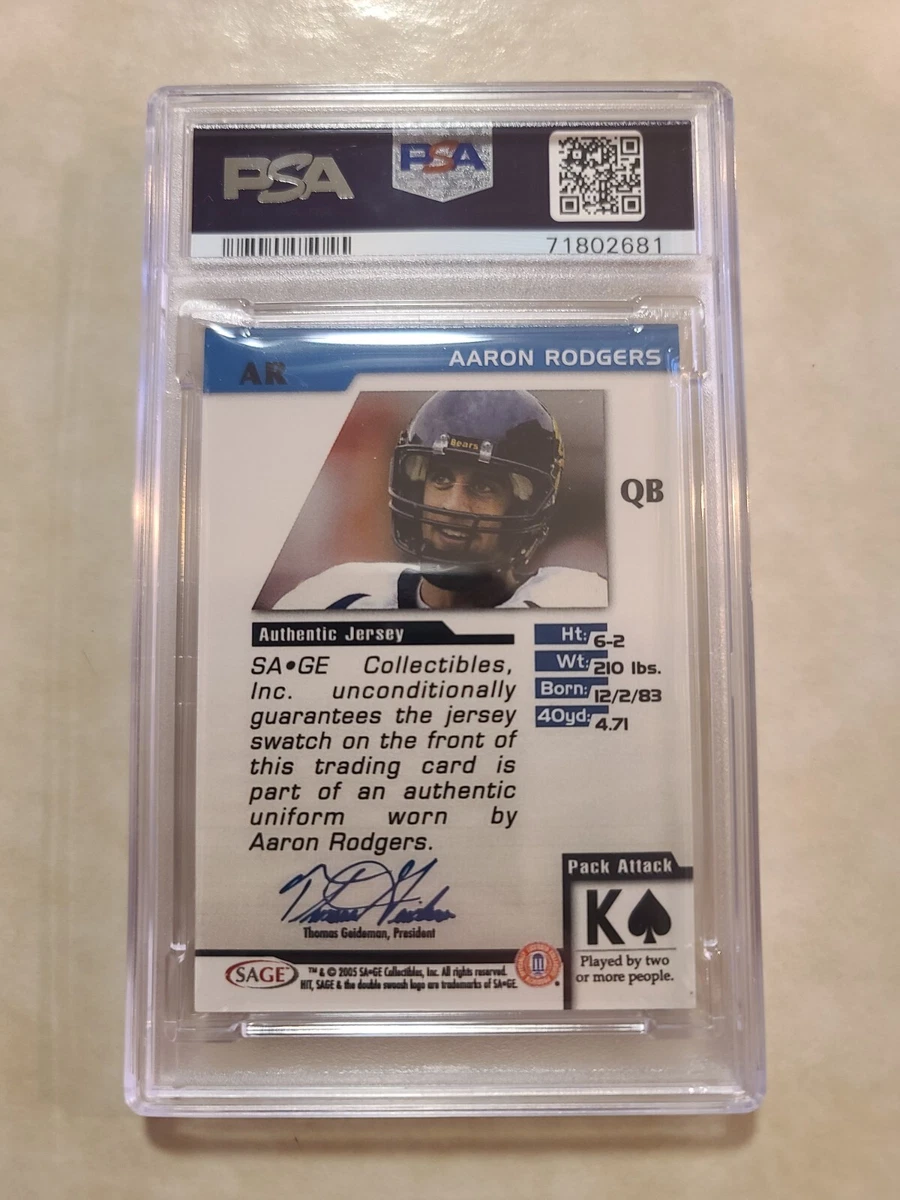 PSA
PSA
71802681
AR
AARON RODGERS
Bears
QB
Authentic Jersey
SA•GE Collectibles,
Inc. unconditionally
guarantees the jersey
swatch on the front of
this trading card is
part of an authentic
uniform worn by
Aaron Rodgers.
Ht: 6-2
Wt: 210 lbs.
Born: 12/2/83
40yd: 4.71
Thomas Geideman, President
Pack Attack
K♠
Played by two
or more people.
SAGE
™ & © 2005 SA•GE Collectibles, Inc. All rights reserved.
HIT, SAGE & the double swoosh logo are trademarks of SA•GE.